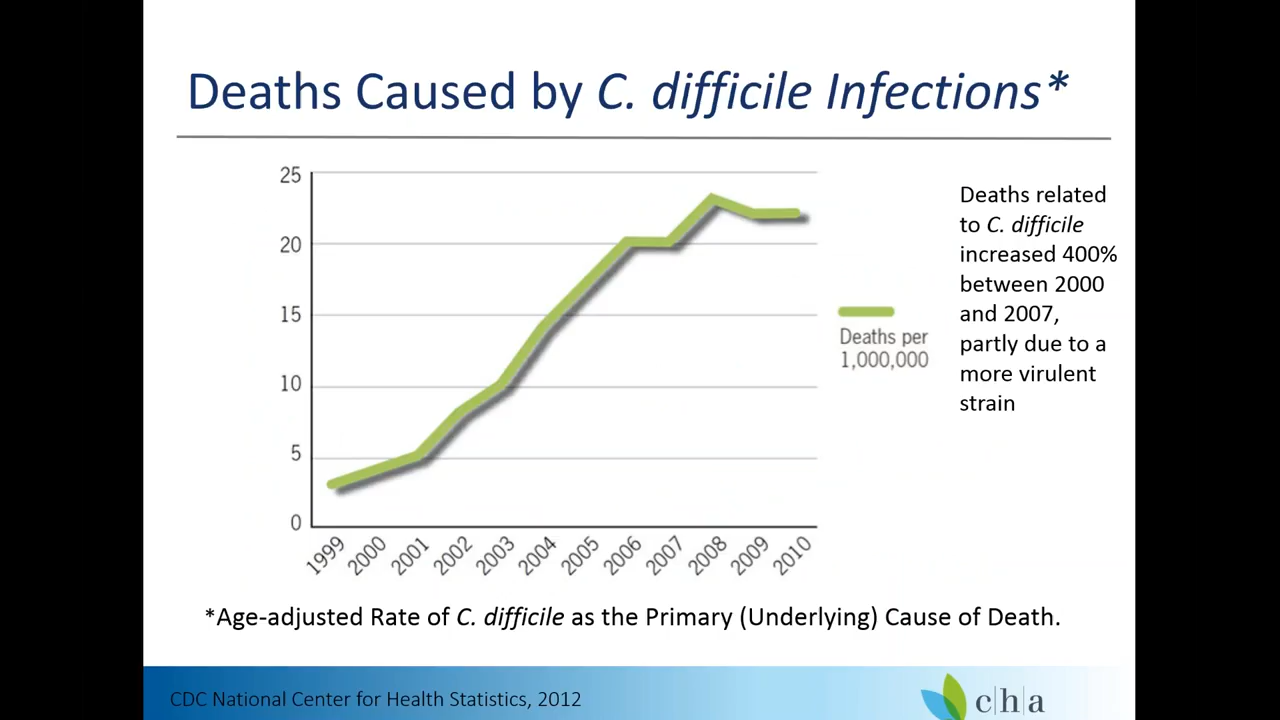 Deaths Caused by C. difficile Infections*
25
20
15
10
5
0
1999
2000
2001
2002
2003
2004
2005
2006
2007
2008
2009
2010
Deaths per
1,000,000
Deaths related
to C. difficile
increased 400%
between 2000
and 2007,
partly due to a
more virulent
strain
*Age-adjusted Rate of C. difficile as the Primary (Underlying) Cause of Death.
CDC National Center for Health Statistics, 2012
c|h|a